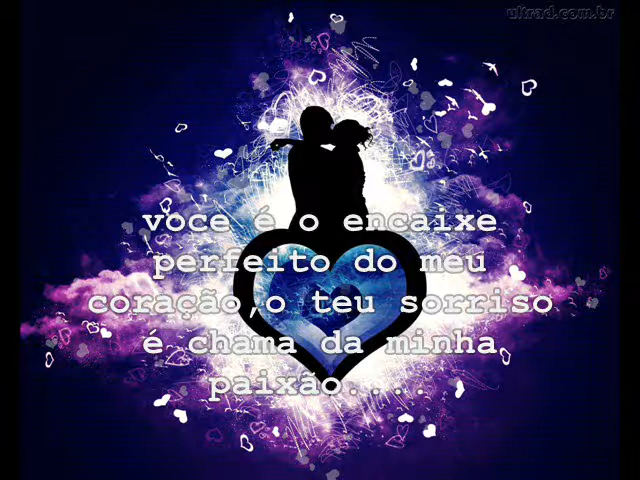 ultrad.com.br
voce é o encaixe
perfeito do meu
coração,o teu sorriso
é chama da minha
paixão....